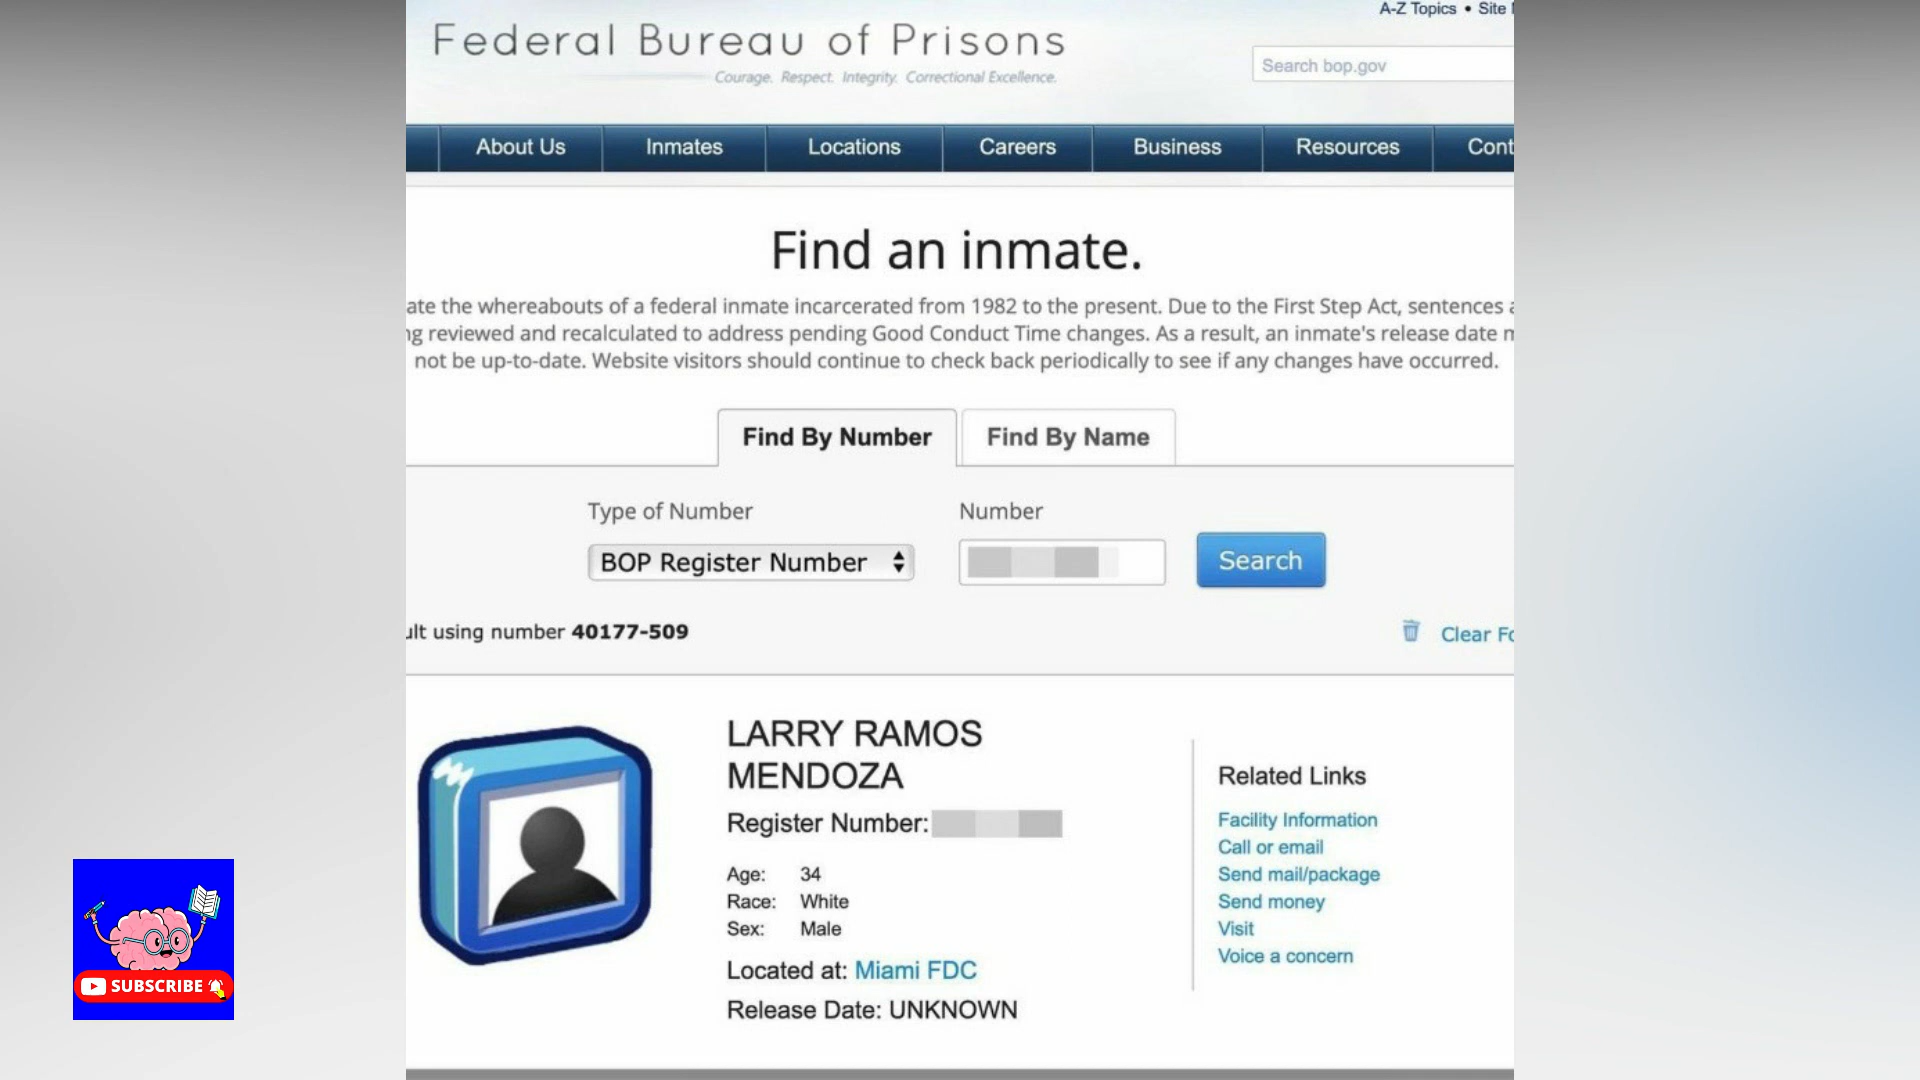 A-Z Topics • Site
Federal Bureau of Prisons
Courage. Respect. Integrity. Correctional Excellence.
Search bop.gov
About Us Inmates Locations Careers Business Resources Cont
Find an inmate.
ate the whereabouts of a federal inmate incarcerated from 1982 to the present. Due to the First Step Act, sentences
ng reviewed and recalculated to address pending Good Conduct Time changes. As a result, an inmate's release date
not be up-to-date. Website visitors should continue to check back periodically to see if any changes have occurred.
Find By Number Find By Name
Type of Number Number
BOP Register Number Search
ult using number 40177-509 Clear Fo
LARRY RAMOS
MENDOZA
Register Number:
Age: 34
Race: White
Sex: Male
Located at: Miami FDC
Release Date: UNKNOWN
Related Links
Facility Information
Call or email
Send mail/package
Send money
Visit
Voice a concern
SUBSCRIBE